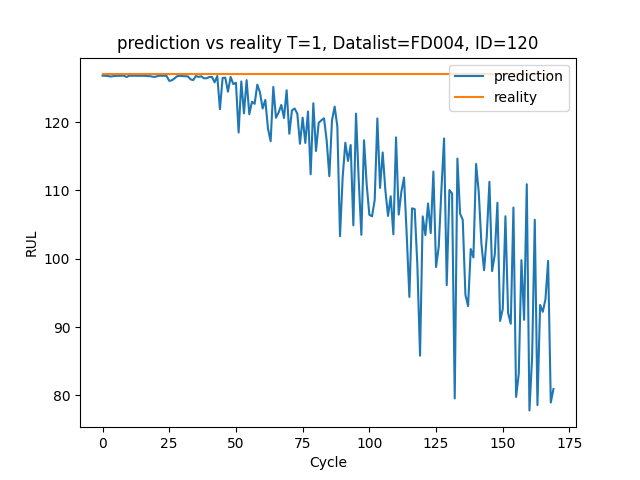 prediction vs reality T=1, Datalist=FD004, ID=120
prediction
reality
RUL
120
110
100
90
80
0
25
50
75
100
125
150
175
Cycle